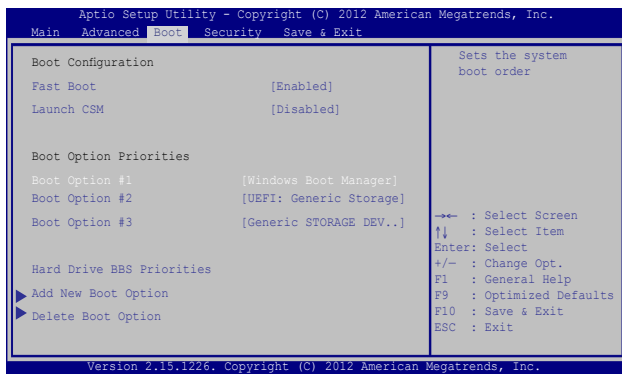 Aptio Setup Utility - Copyright (C) 2012 American Megatrends, Inc.
Main Advanced Boot Security Save & Exit
Boot Configuration
Fast Boot [Enabled]
Launch CSM [Disabled]
Boot Option Priorities
Boot Option #1 [Windows Boot Manager]
Boot Option #2 [UEFI: Generic Storage]
Boot Option #3 [Generic STORAGE DEV..]
Hard Drive BBS Priorities
Add New Boot Option
Delete Boot Option
Sets the system
boot order
→← : Select Screen
↑↓ : Select Item
Enter: Select
+/— : Change Opt.
F1 : General Help
F9 : Optimized Defaults
F10 : Save & Exit
ESC : Exit
Version 2.15.1226. Copyright (C) 2012 American Megatrends, Inc.